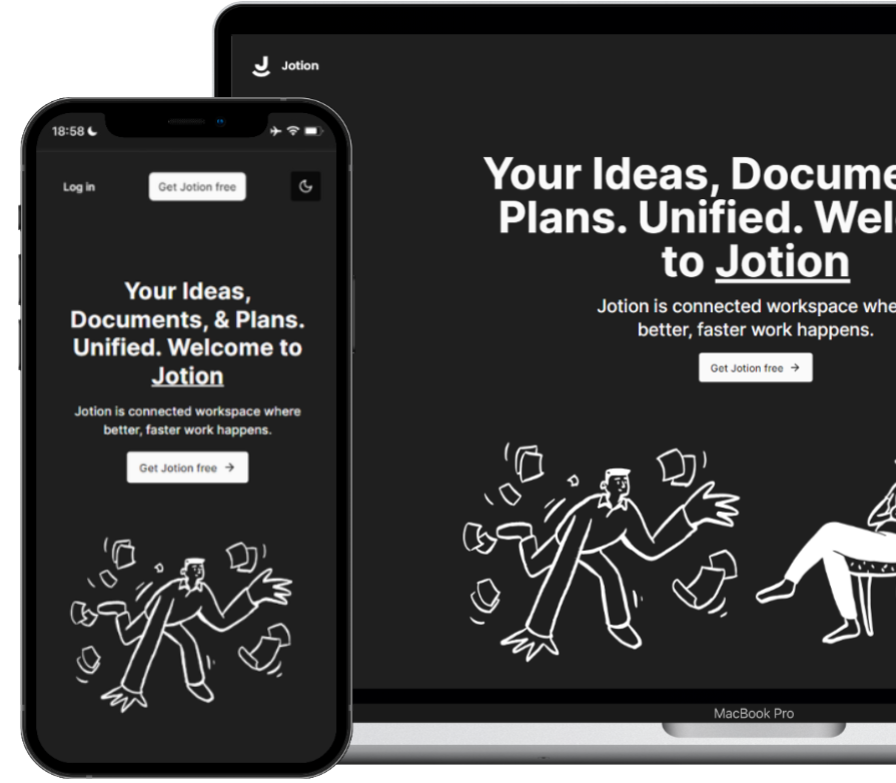 Jotion
Your Ideas, Docume
Plans. Unified. Wel
to Jotion
Jotion is connected workspace whe
better, faster work happens.
Get Jotion free →
MacBook Pro
18:58
Log in
Get Jotion free
Your Ideas,
Documents, & Plans.
Unified. Welcome to
Jotion
Jotion is connected workspace where
better, faster work happens.
Get Jotion free →